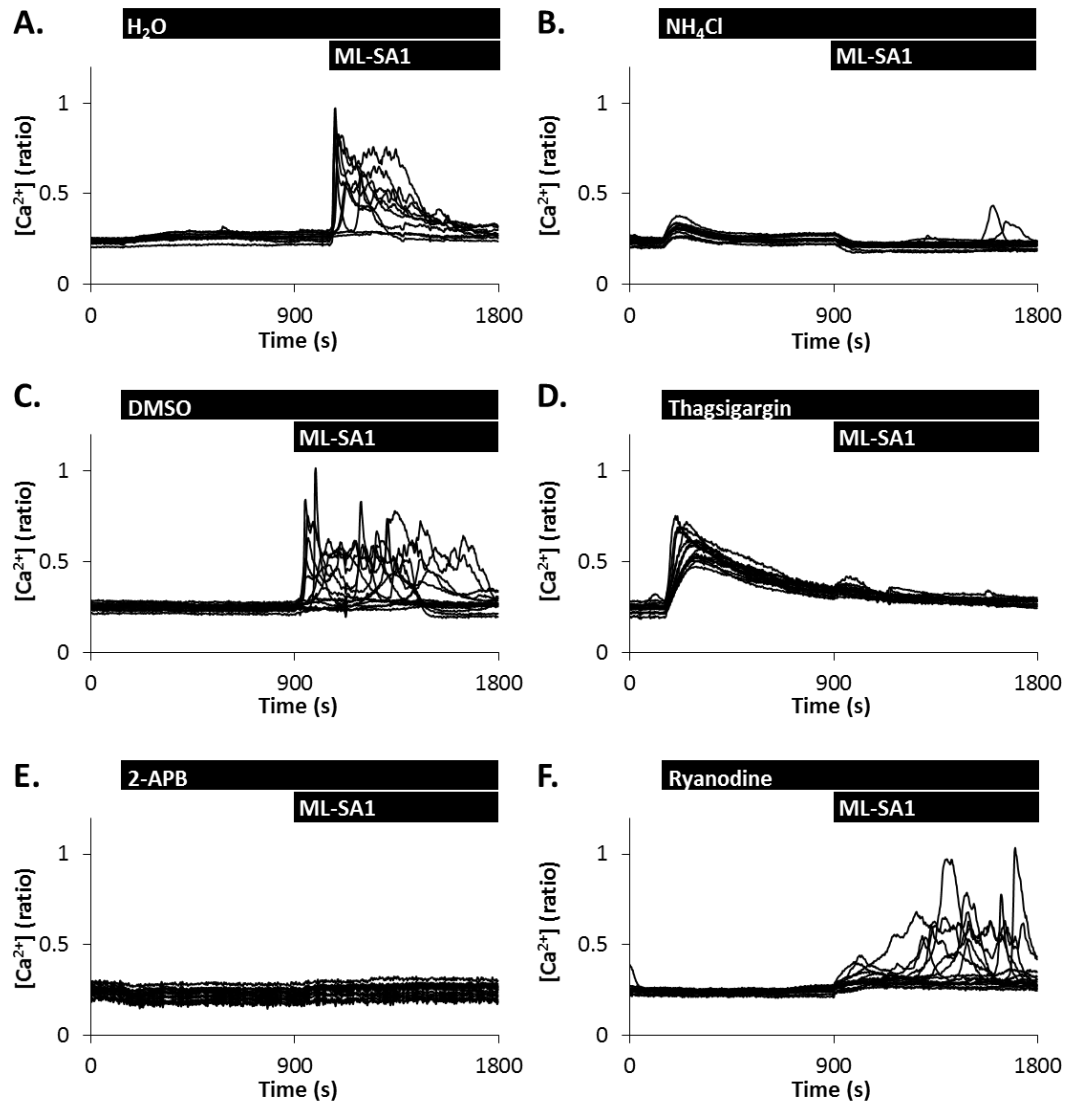 A.
H₂O
ML-SA1
[Ca²⁺] (ratio)
1
0.5
0
0 900 1800
Time (s)
B.
NH₄Cl
ML-SA1
[Ca²⁺] (ratio)
1
0.5
0
0 900 1800
Time (s)
C.
DMSO
ML-SA1
[Ca²⁺] (ratio)
1
0.5
0
0 900 1800
Time (s)
D.
Thagsigargin
ML-SA1
[Ca²⁺] (ratio)
1
0.5
0
0 900 1800
Time (s)
E.
2-APB
ML-SA1
[Ca²⁺] (ratio)
1
0.5
0
0 900 1800
Time (s)
F.
Ryanodine
ML-SA1
[Ca²⁺] (ratio)
1
0.5
0
0 900 1800
Time (s)